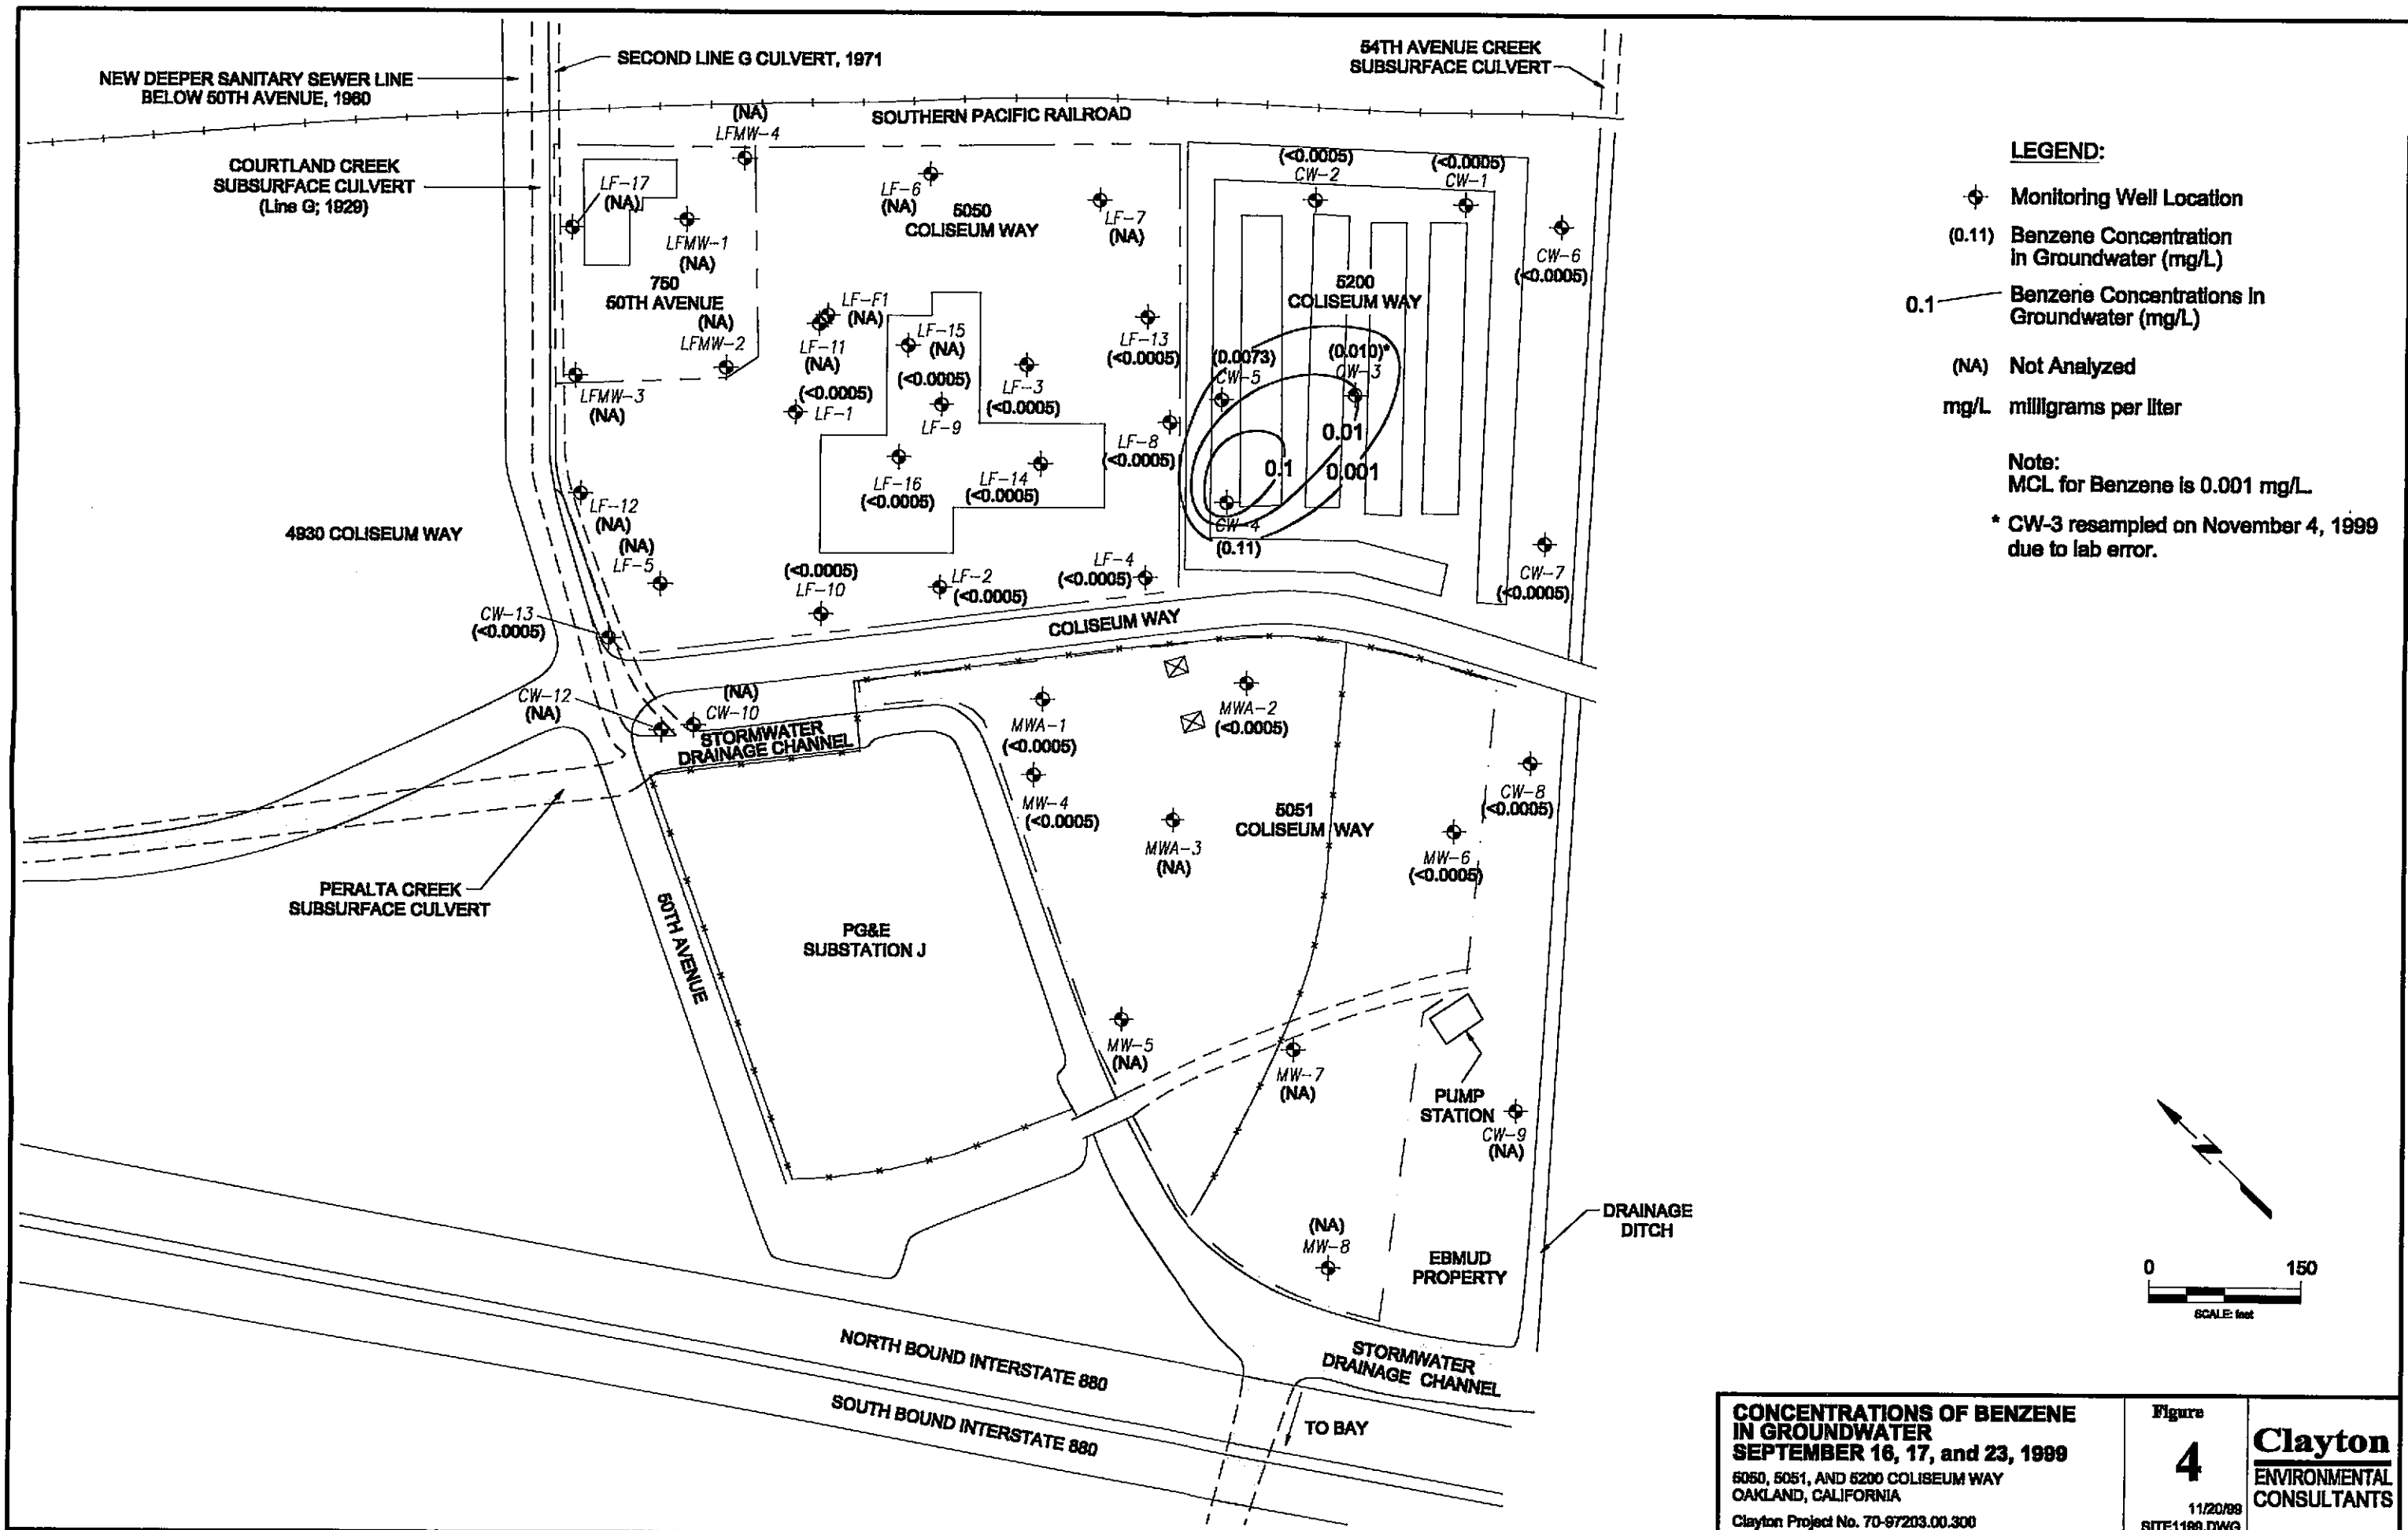 SECOND LINE G CULVERT, 1971
54TH AVENUE CREEK
SUBSURFACE CULVERT
NEW DEEPER SANITARY SEWER LINE
BELOW 50TH AVENUE, 1960
(NA)
LFMW-4
SOUTHERN PACIFIC RAILROAD
COURTLAND CREEK
SUBSURFACE CULVERT
(Line G; 1929)
LF-17
(NA)
LFMW-1
(NA)
750
50TH AVENUE
(NA)
LFMW-2
LFMW-3
(NA)
LF-6
(NA)
5050
COLISEUM WAY
LF-7
(NA)
LF-F1
(NA)
LF-11
(NA)
LF-15
(NA)
(<0.0005)
LF-1
(<0.0005)
LF-9
LF-3
(<0.0005)
LF-13
(<0.0005)
LF-8
(<0.0005)
LF-16
(<0.0005)
LF-14
(<0.0005)
(<0.0005)
CW-2
(<0.0005)
CW-1
CW-6
(<0.0005)
5200
COLISEUM WAY
(0.0073)
CW-5
(0.010)*
CW-3
0.01
0.1
0.001
CW-4
(0.11)
CW-7
(<0.0005)
4930 COLISEUM WAY
LF-12
(NA)
(NA)
LF-5
(<0.0005)
LF-10
LF-2
(<0.0005)
LF-4
(<0.0005)
CW-13
(<0.0005)
COLISEUM WAY
CW-12
(NA)
(NA)
CW-10
STORMWATER
DRAINAGE CHANNEL
MWA-1
(<0.0005)
MWA-2
(<0.0005)
MW-4
(<0.0005)
MWA-3
(NA)
5051
COLISEUM WAY
CW-8
(<0.0005)
MW-6
(<0.0005)
PERALTA CREEK
SUBSURFACE CULVERT
50TH AVENUE
PG&E
SUBSTATION J
MW-5
(NA)
MW-7
(NA)
PUMP
STATION
CW-9
(NA)
(NA)
MW-8
EBMUD
PROPERTY
DRAINAGE
DITCH
STORMWATER
DRAINAGE CHANNEL
NORTH BOUND INTERSTATE 880
SOUTH BOUND INTERSTATE 880
TO BAY
LEGEND:
Monitoring Well Location
(0.11) Benzene Concentration
in Groundwater (mg/L)
0.1 Benzene Concentrations in
Groundwater (mg/L)
(NA) Not Analyzed
mg/L milligrams per liter
Note:
MCL for Benzene is 0.001 mg/L.
* CW-3 resampled on November 4, 1999
due to lab error.
N
0 150
SCALE: feet
CONCENTRATIONS OF BENZENE
IN GROUNDWATER
SEPTEMBER 16, 17, and 23, 1999
5050, 5051, AND 5200 COLISEUM WAY
OAKLAND, CALIFORNIA
Clayton Project No. 70-97203.00.300
Figure
4
11/20/99
SITE1199.DWG
Clayton
ENVIRONMENTAL
CONSULTANTS